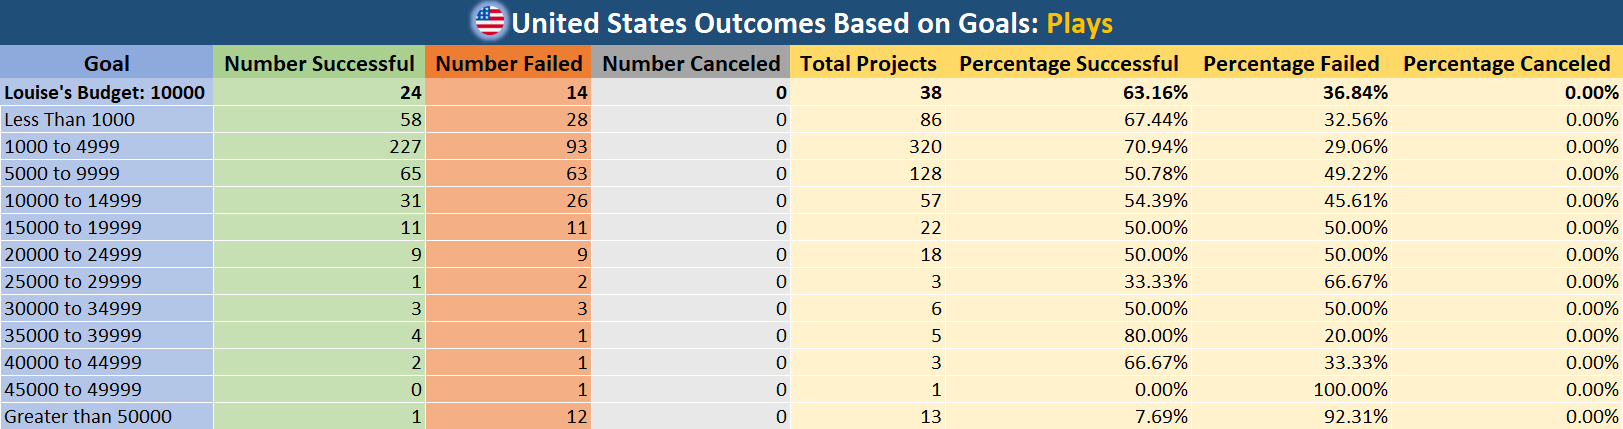 United States Outcomes Based on Goals: Plays
Goal Number Successful Number Failed Number Canceled Total Projects Percentage Successful Percentage Failed Percentage Canceled
Louise's Budget: 10000 24 14 0 38 63.16% 36.84% 0.00%
Less Than 1000 58 28 0 86 67.44% 32.56% 0.00%
1000 to 4999 227 93 0 320 70.94% 29.06% 0.00%
5000 to 9999 65 63 0 128 50.78% 49.22% 0.00%
10000 to 14999 31 26 0 57 54.39% 45.61% 0.00%
15000 to 19999 11 11 0 22 50.00% 50.00% 0.00%
20000 to 24999 9 9 0 18 50.00% 50.00% 0.00%
25000 to 29999 1 2 0 3 33.33% 66.67% 0.00%
30000 to 34999 3 3 0 6 50.00% 50.00% 0.00%
35000 to 39999 4 1 0 5 80.00% 20.00% 0.00%
40000 to 44999 2 1 0 3 66.67% 33.33% 0.00%
45000 to 49999 0 1 0 1 0.00% 100.00% 0.00%
Greater than 50000 1 12 0 13 7.69% 92.31% 0.00%